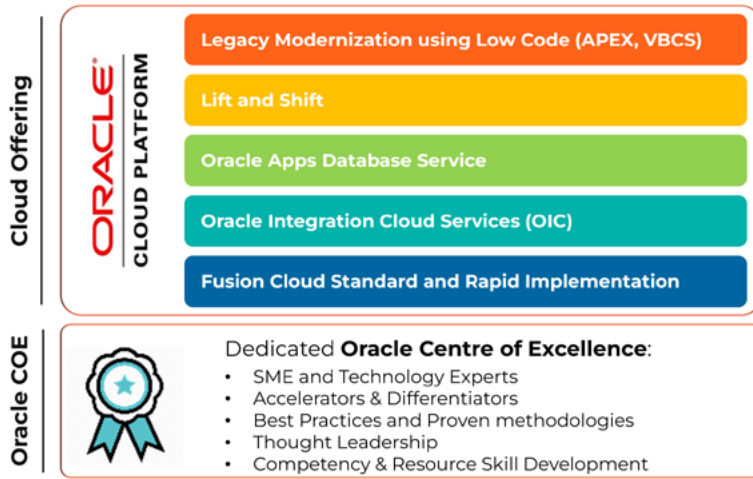 Cloud Offering
ORACLE®
CLOUD PLATFORM
Legacy Modernization using Low Code (APEX, VBCS)
Lift and Shift
Oracle Apps Database Service
Oracle Integration Cloud Services (OIC)
Fusion Cloud Standard and Rapid Implementation
Oracle COE
Dedicated Oracle Centre of Excellence:
• SME and Technology Experts
• Accelerators & Differentiators
• Best Practices and Proven methodologies
• Thought Leadership
• Competency & Resource Skill Development